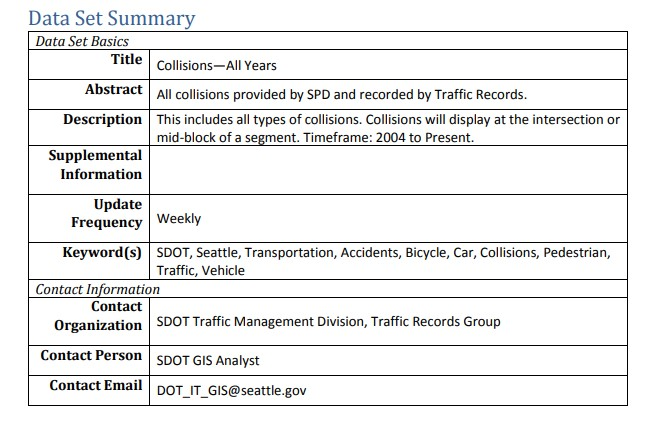 Data Set Summary
Data Set Basics
Title
Collisions—All Years
Abstract
All collisions provided by SPD and recorded by Traffic Records.
Description
This includes all types of collisions. Collisions will display at the intersection or
mid-block of a segment. Timeframe: 2004 to Present.
Supplemental
Information
Update
Frequency
Weekly
Keyword(s)
SDOT, Seattle, Transportation, Accidents, Bicycle, Car, Collisions, Pedestrian,
Traffic, Vehicle
Contact Information
Contact
Organization
SDOT Traffic Management Division, Traffic Records Group
Contact Person
SDOT GIS Analyst
Contact Email
DOT_IT_GIS@seattle.gov